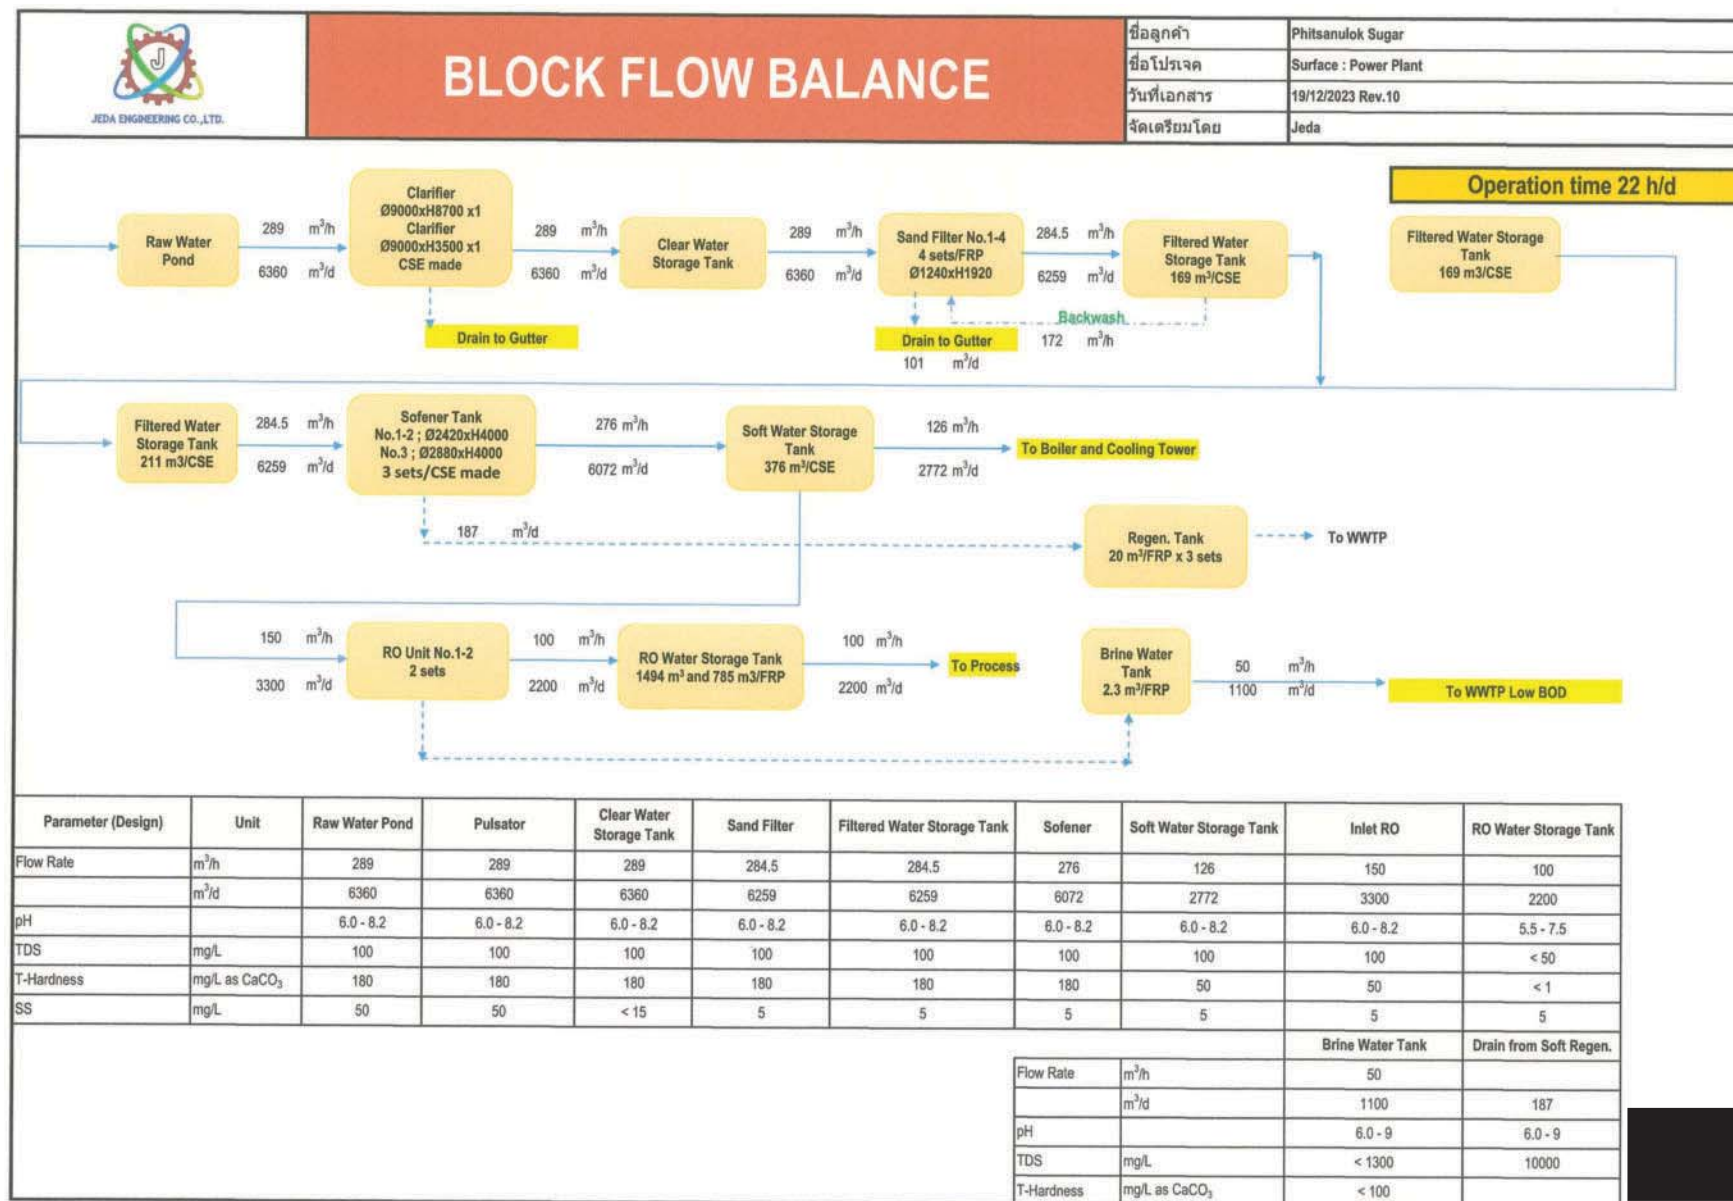 J
JEDA ENGINEERING CO.,LTD.
BLOCK FLOW BALANCE
ชื่อลูกค้า Phitsanulok Sugar
ชื่อโปรเจค Surface : Power Plant
วันที่เอกสาร 19/12/2023 Rev.10
จัดเตรียมโดย Jeda
Operation time 22 h/d
Raw Water
Pond
289 m³/h
6360 m³/d
Clarifier
Ø9000xH8700 x1
Clarifier
Ø9000xH3500 x1
CSE made
289 m³/h
6360 m³/d
Clear Water
Storage Tank
289 m³/h
6360 m³/d
Sand Filter No.1-4
4 sets/FRP
Ø1240xH1920
284.5 m³/h
6259 m³/d
Filtered Water
Storage Tank
169 m³/CSE
Filtered Water Storage
Tank
169 m3/CSE
Drain to Gutter
Drain to Gutter
101 m³/d
Backwash
172 m³/h
Filtered Water
Storage Tank
211 m3/CSE
284.5 m³/h
6259 m³/d
Sofener Tank
No.1-2 ; Ø2420xH4000
No.3 ; Ø2880xH4000
3 sets/CSE made
276 m³/h
6072 m³/d
Soft Water Storage
Tank
376 m³/CSE
126 m³/h
2772 m³/d
To Boiler and Cooling Tower
187 m³/d
Regen. Tank
20 m³/FRP x 3 sets
To WWTP
150 m³/h
3300 m³/d
RO Unit No.1-2
2 sets
100 m³/h
2200 m³/d
RO Water Storage Tank
1494 m³ and 785 m3/FRP
100 m³/h
2200 m³/d
To Process
Brine Water
Tank
2.3 m³/FRP
50 m³/h
1100 m³/d
To WWTP Low BOD
Parameter (Design) Unit Raw Water Pond Pulsator Clear Water Storage Tank Sand Filter Filtered Water Storage Tank Sofener Soft Water Storage Tank Inlet RO RO Water Storage Tank
Flow Rate m³/h 289 289 289 284.5 284.5 276 126 150 100
m³/d 6360 6360 6360 6259 6259 6072 2772 3300 2200
pH 6.0 - 8.2 6.0 - 8.2 6.0 - 8.2 6.0 - 8.2 6.0 - 8.2 6.0 - 8.2 6.0 - 8.2 6.0 - 8.2 5.5 - 7.5
TDS mg/L 100 100 100 100 100 100 100 100 < 50
T-Hardness mg/L as CaCO₃ 180 180 180 180 180 180 50 50 < 1
SS mg/L 50 50 < 15 5 5 5 5 5 5
Brine Water Tank Drain from Soft Regen.
Flow Rate m³/h 50
m³/d 1100 187
pH 6.0 - 9 6.0 - 9
TDS mg/L < 1300 10000
T-Hardness mg/L as CaCO₃ < 100